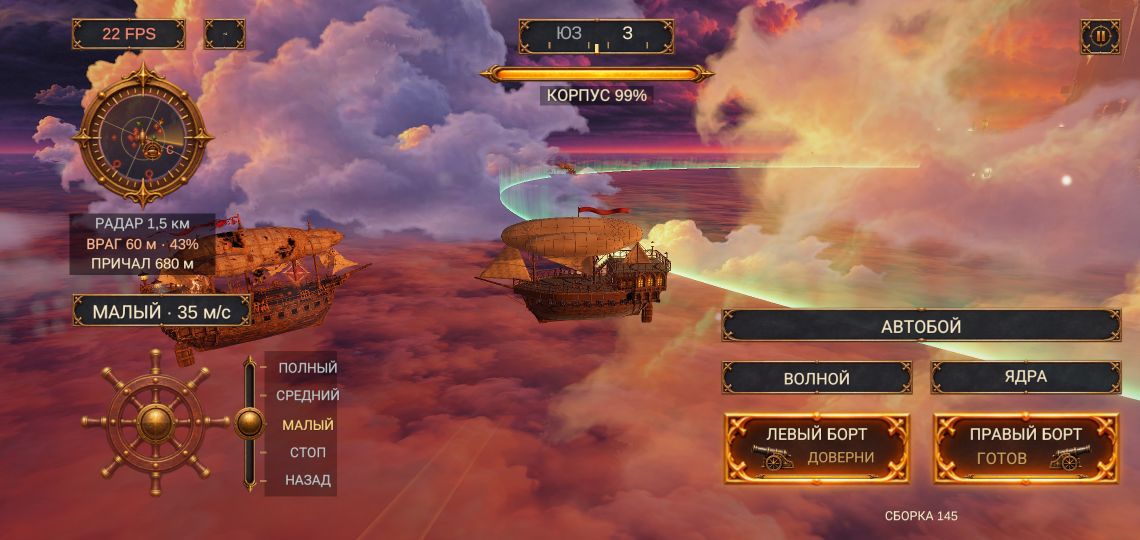 22 FPS
ЮЗ З
КОРПУС 99%
С
РАДАР 1,5 км
ВРАГ 60 м · 43%
ПРИЧАЛ 680 м
МАЛЫЙ · 35 м/с
ПОЛНЫЙ
СРЕДНИЙ
МАЛЫЙ
СТОП
НАЗАД
АВТОБОЙ
ВОЛНОЙ
ЯДРА
ЛЕВЫЙ БОРТ
ДОВЕРНИ
ПРАВЫЙ БОРТ
ГОТОВ
СБОРКА 145